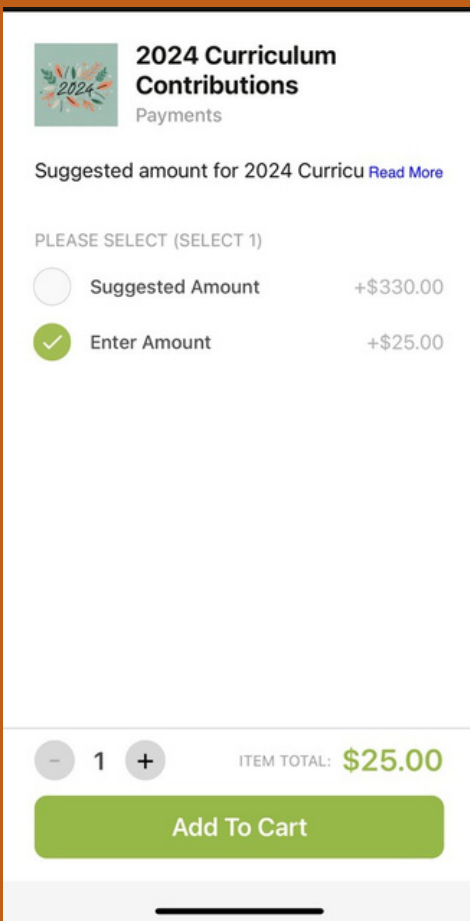 2024
2024 Curriculum
Contributions
Payments
Suggested amount for 2024 Curricu Read More
PLEASE SELECT (SELECT 1)
Suggested Amount +$330.00
Enter Amount +$25.00
- 1 + ITEM TOTAL: $25.00
Add To Cart